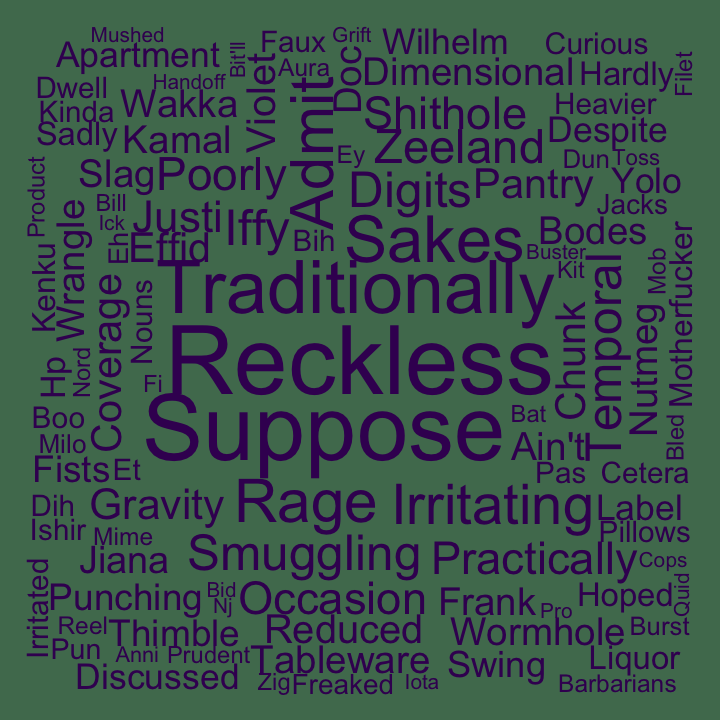 Mushed
Grift
Wilhelm
Curious
Faux
Apartment
Bit'll
Aura
Doc
Dimensional
Hardly
Filet
Dwell
Handoff
Violet
Admit
Kinda
Wakka
Shithole
Heavier
Sadly
Kamal
Zeeland
Despite
Ey
Dun
Toss
Product
Slag
Poorly
Digits
Pantry
Yolo
Bill
Jacks
Ick
Justi
Iffy
Bih
Sakes
Bodes
Eh
Effid
Buster
Kit
Mob
Motherfucker
Kenku
Wrangle
Traditionally
Temporal
Nouns
Coverage
Chunk
Nutmeg
Hp
Nord
Fi
Reckless
Boo
Milo
Suppose
Bat
Ain't
Bled
Fists
Et
Pas
Cetera
Dih
Gravity
Rage
Irritating
Label
Ishir
Mime
Pillows
Jiana
Smuggling
Practically
Cops
Irritated
Punching
Bid
Nj
Occasion
Frank
Pro
Hoped
Quid
Reel
Thimble
Reduced
Wormhole
Burst
Pun
Anni
Prudent
Tableware
Swing
Liquor
Discussed
Zig
Freaked
Iota
Barbarians